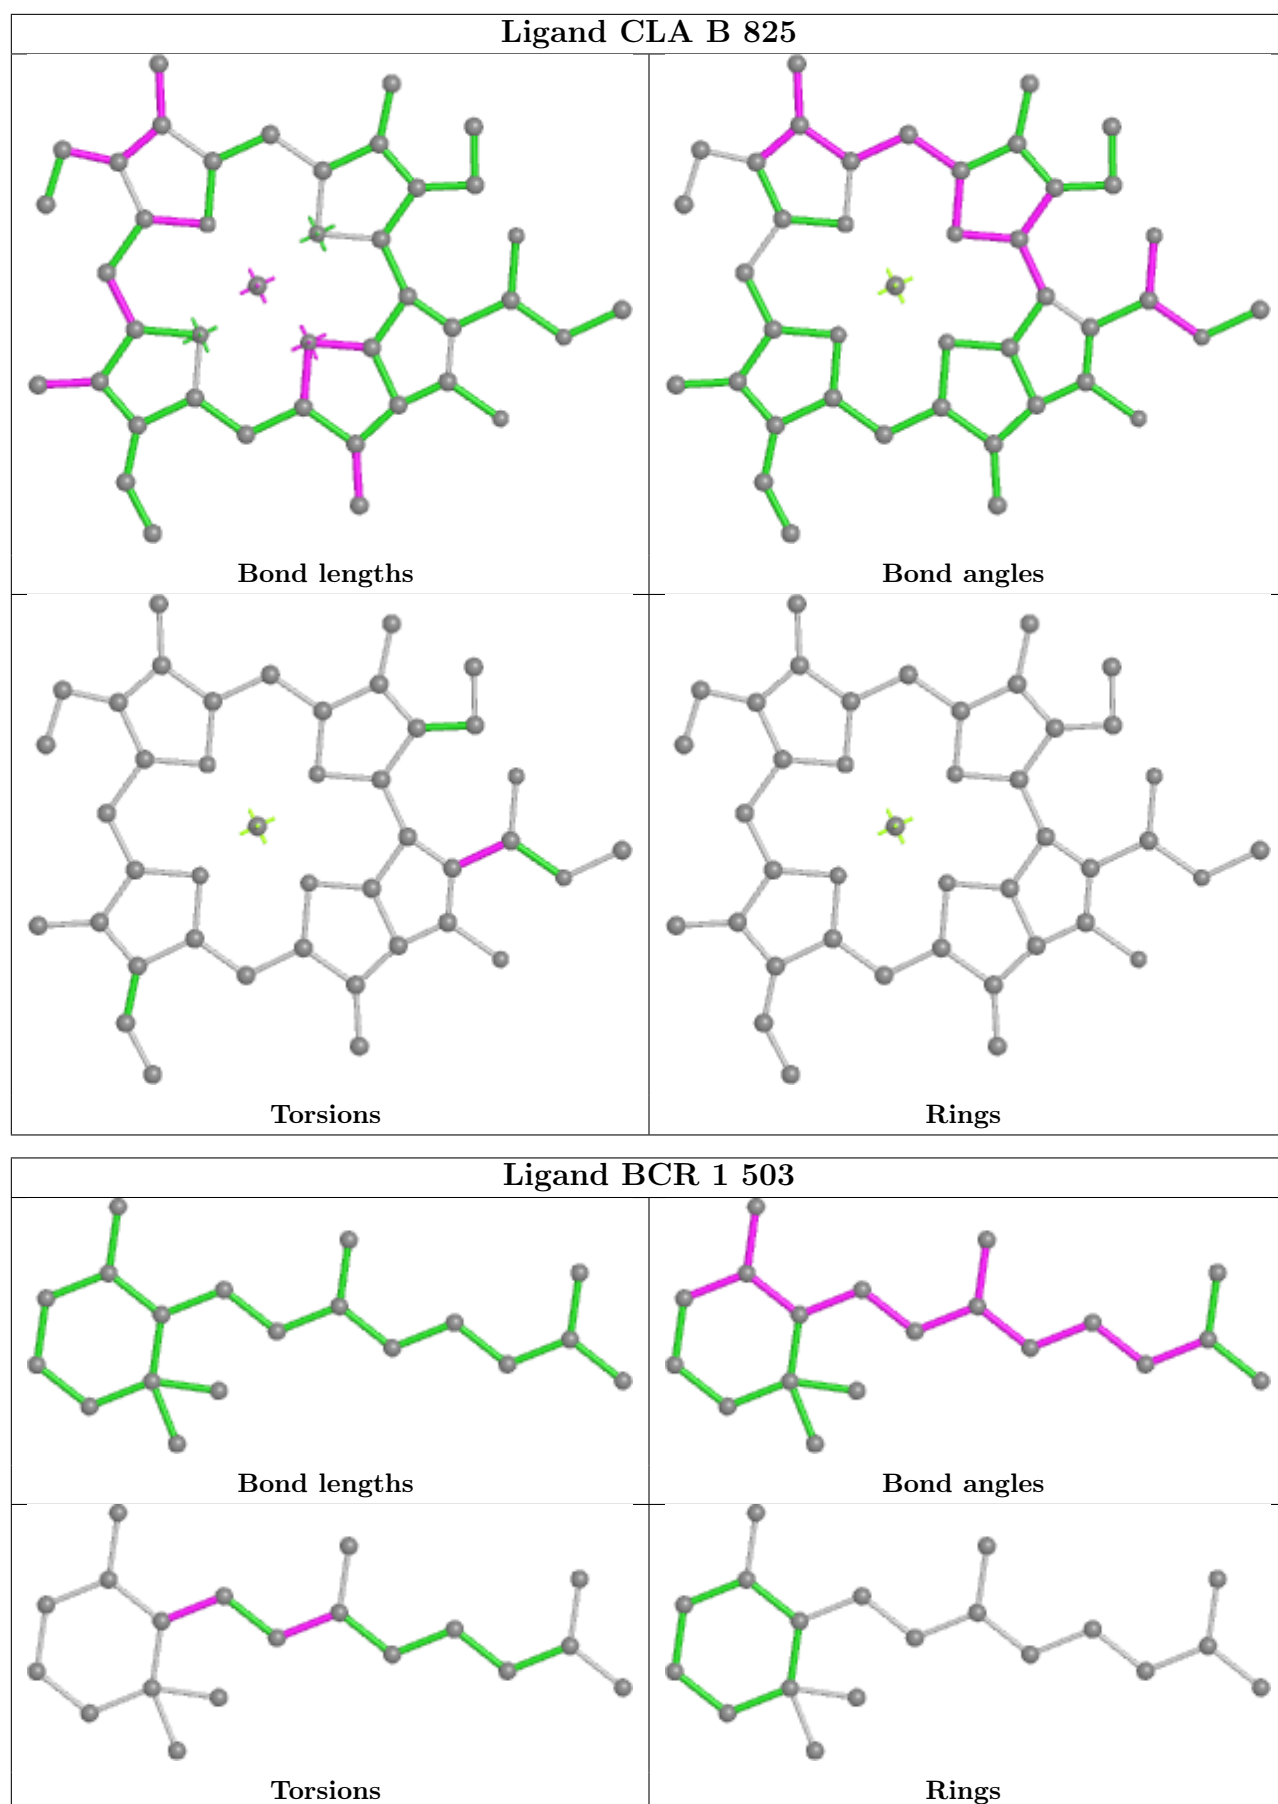 Ligand CLA B 825
Bond lengths
Bond angles
Torsions
Rings
Ligand BCR 1 503
Bond lengths
Bond angles
Torsions
Rings